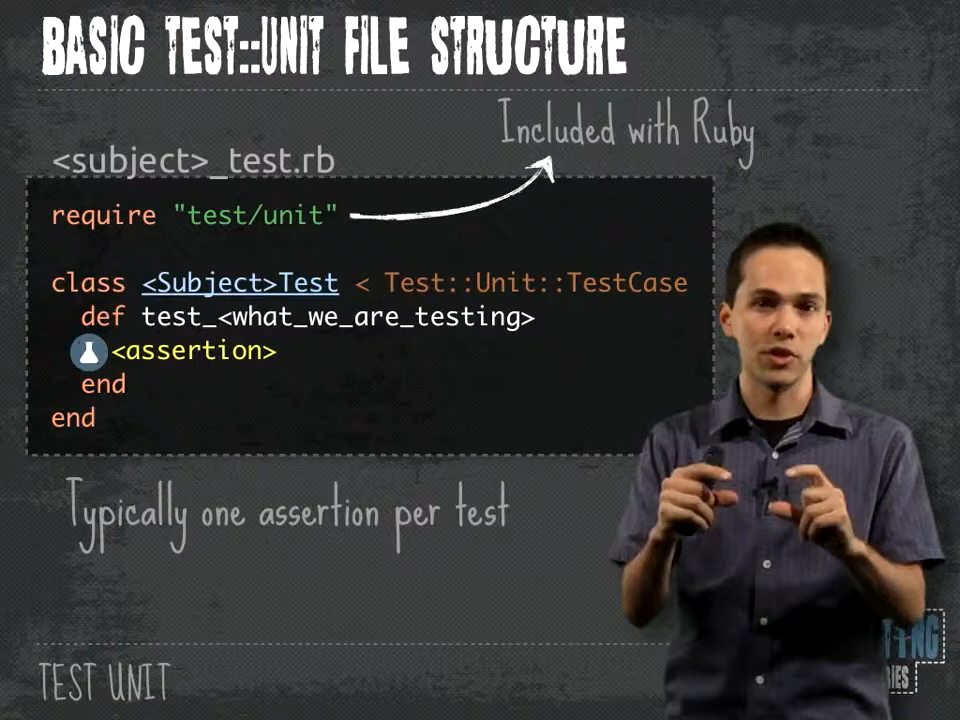 BASIC TEST::UNIT FILE STRUCTURE
Included with Ruby
<subject>_test.rb
require "test/unit"
class <Subject>Test < Test::Unit::TestCase
def test_<what_we_are_testing>
<assertion>
end
end
Typically one assertion per test
TEST UNIT